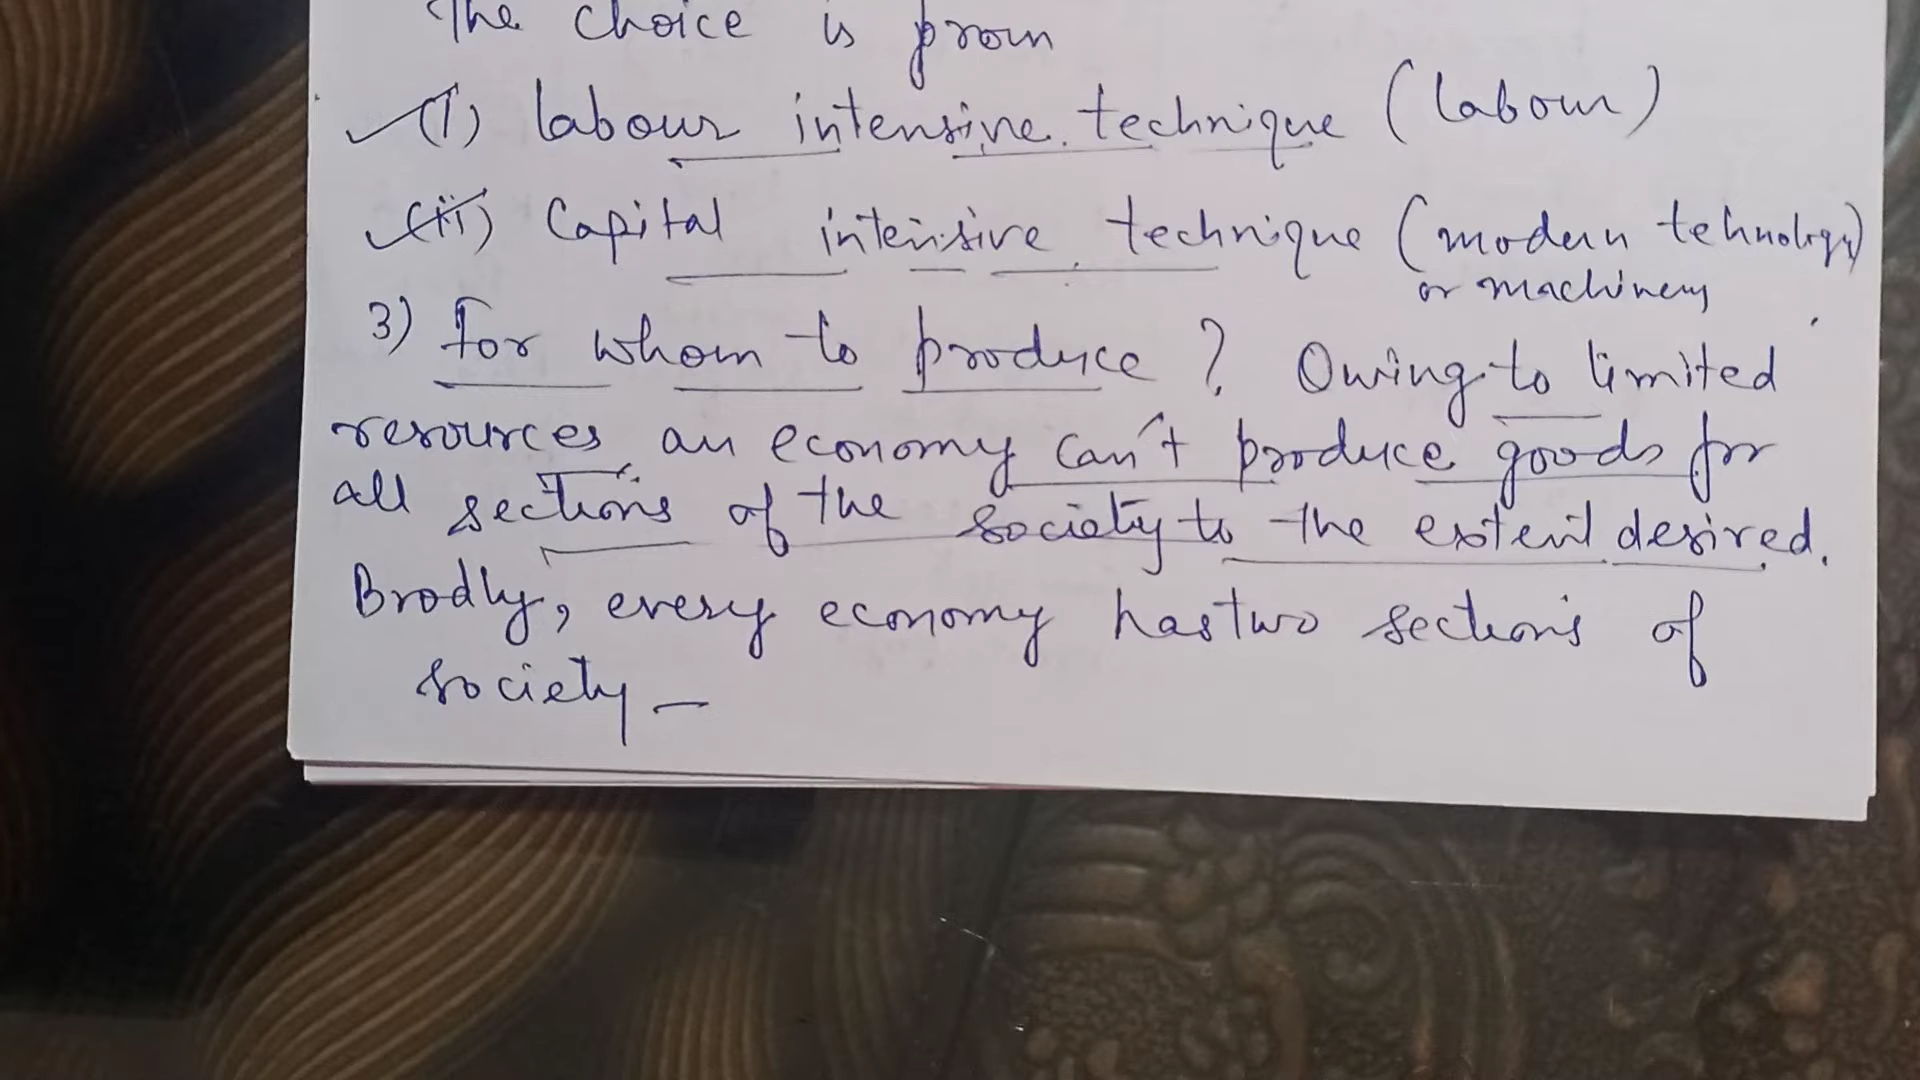 The choice is from
(i) labour intensive technique (labour)
(ii) Capital intensive technique (modern tehnology)
or machinery
3) For whom to produce? Owing to limited
resources an economy can't produce goods for
all sections of the society to the extent desired.
Brodly, every economy has two sections of
society -